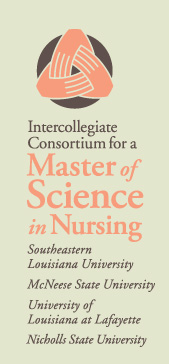 Intercollegiate
Consortium for a
Master of
Science
in Nursing
Southeastern
Louisiana University
McNeese State University
University of
Louisiana at Lafayette
Nicholls State University